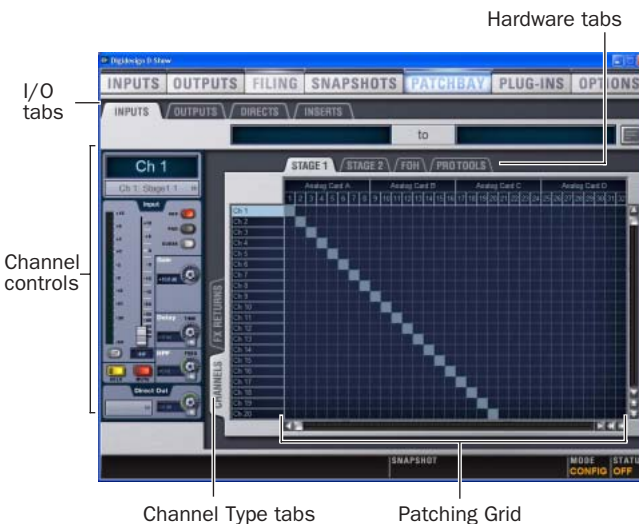 Hardware tabs
Digidesign D-Show
INPUTS OUTPUTS FILING SNAPSHOTS PATCHBAY PLUG-INS OPTIONS
I/O
tabs
INPUTS OUTPUTS DIRECTS INSERTS
to
Ch 1
STAGE 1 STAGE 2 FOH PRO TOOLS
Ch 1: Stage1 1
Analog Card A Analog Card B Analog Card C Analog Card D
1 2 3 4 5 6 7 8 9 10 11 12 13 14 15 16 17 18 19 20 21 22 23 24 25 26 27 28 29 30 31 32
Input
Ch 1
Ch 2
Ch 3
Ch 4
Ch 5
Ch 6
Ch 7
Ch 8
Ch 9
Ch 10
Ch 11
Ch 12
Ch 13
Ch 14
Ch 15
Ch 16
Ch 17
Ch 18
Ch 19
Ch 20
PAD
Gain
Delay TIME
HPF
MUTE
Direct Out
Channel
controls
FX RETURNS
CHANNELS
SNAPSHOT
MODE STATU
CONFIG OFF
Channel Type tabs
Patching Grid